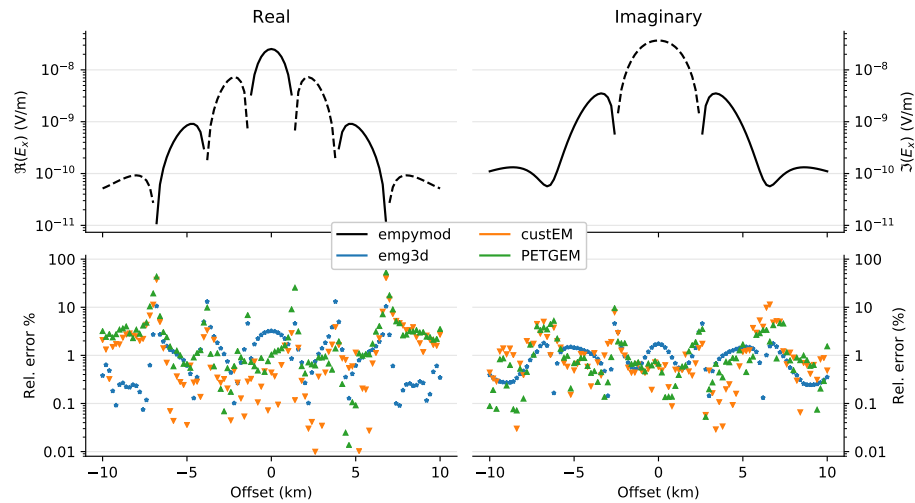 Real
Imaginary
ℜ(Eₓ) (V/m)
10⁻⁸
10⁻⁹
10⁻¹⁰
10⁻¹¹
10⁻⁸
10⁻⁹
10⁻¹⁰
10⁻¹¹
ℑ(Eₓ) (V/m)
empymod
emg3d
custEM
PETGEM
Rel. error %
100
10
1
0.1
0.01
100
10
1
0.1
0.01
Rel. error (%)
−10 −5 0 5 10
−10 −5 0 5 10
Offset (km)
Offset (km)